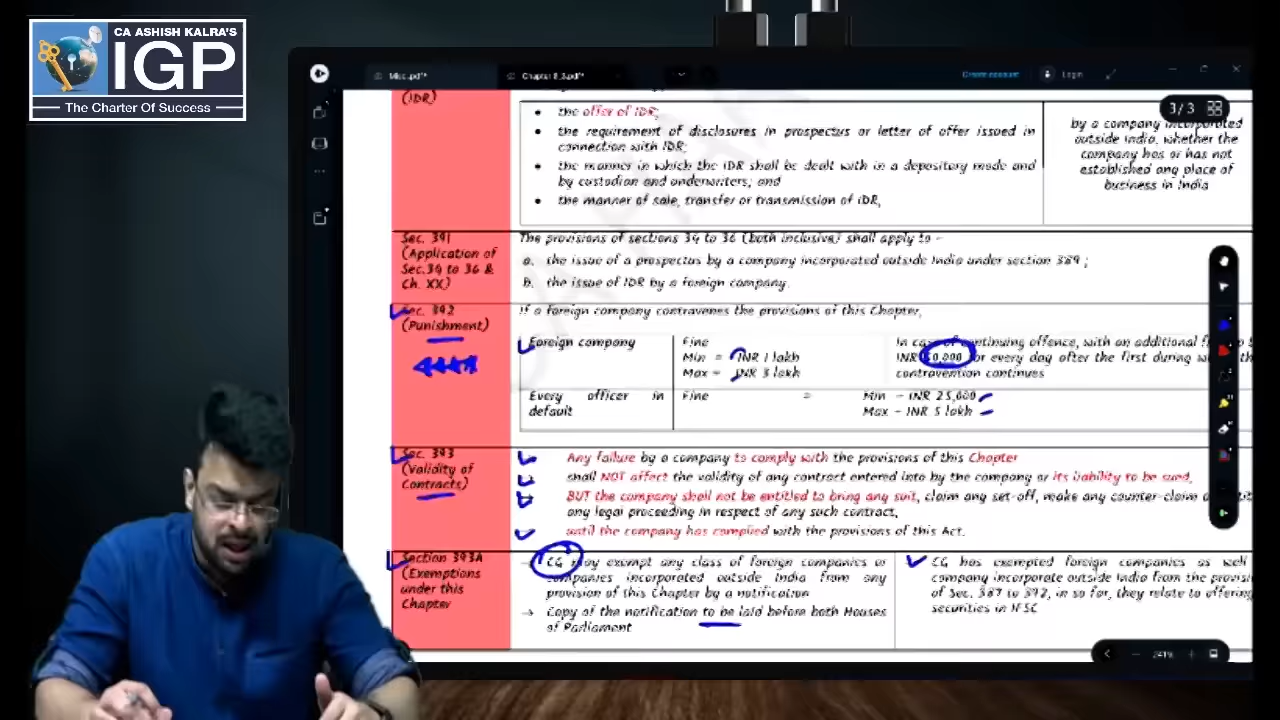 CA ASHISH KALRA'S
IGP
The Charter Of Success
Misc.pdf*
Chapter 8_3.pdf*
Create account
Login
3/3
(IDR)
• the offer of IDR;
• the requirement of disclosures in prospectus or letter of offer issued in
connection with IDR;
• the manner in which the IDR shall be dealt with in a depository mode and
by custodian and underwriters; and
• the manner of sale, transfer or transmission of IDR,
by a company incorporated
outside India, whether the
company has or has not
established any place of
business in India
Sec. 391
(Application of
Sec.34 to 36 &
Ch. XX)
The provisions of sections 34 to 36 (both inclusive) shall apply to –
a. the issue of a prospectus by a company incorporated outside India under section 389 ;
b. the issue of IDR by a foreign company.
Sec. 392
(Punishment)
If a foreign company contravenes the provisions of this Chapter,
Foreign company
Fine
Min = INR 1 lakh
Max = INR 3 lakh
In case of continuing offence, with an additional
INR 50,000 for every day after the first during
contravention continues
Every officer in
default
Fine =
Min – INR 25,000
Max – INR 5 lakh
Sec. 393
(Validity of
Contracts)
Any failure by a company to comply with the provisions of this Chapter
shall NOT affect the validity of any contract entered into by the company or its liability to be sued,
BUT the company shall not be entitled to bring any suit, claim any set-off, make any counter-claim
any legal proceeding in respect of any such contract,
until the company has complied with the provisions of this Act.
Section 393A
(Exemptions
under this
Chapter
→ CG may exempt any class of foreign companies or
companies incorporated outside India from any
provision of this Chapter by a notification
→ Copy of the notification to be laid before both Houses
of Parliament
CG has exempted foreign companies as well
company incorporate outside India from the
of Sec. 387 to 392, in so far, they relate to offering
securities in IFSC
241%